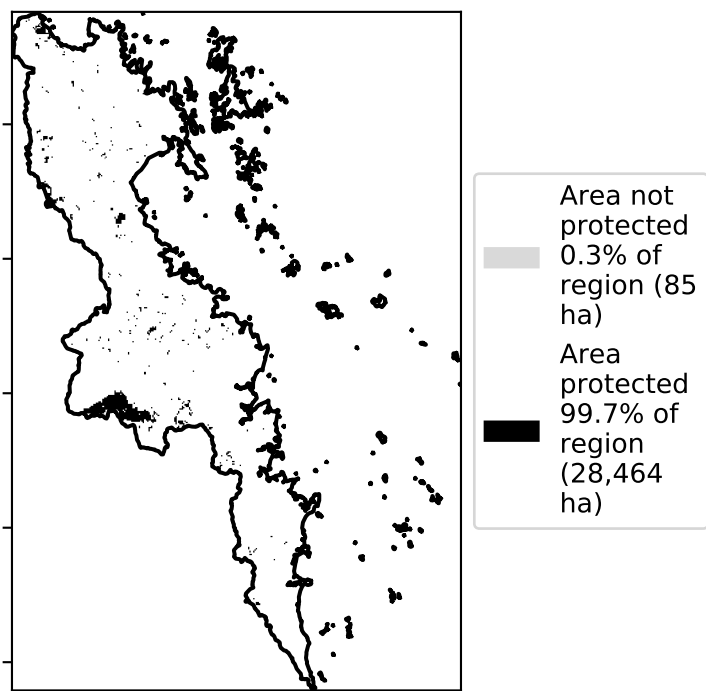 Area not
protected
0.3% of
region (85
ha)
Area
protected
99.7% of
region
(28,464
ha)